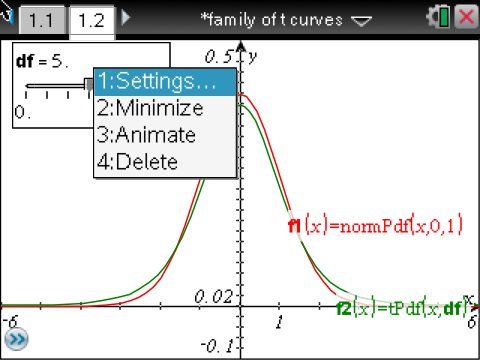 1.1 1.2 *family of t curves
df = 5.
0.
1:Settings...
2:Minimize
3:Animate
4:Delete
0.5 y
f1(x)=normPdf(x,0,1)
0.02
f2(x)=tPdf(x,df)
x
-6 1 6
-0.1